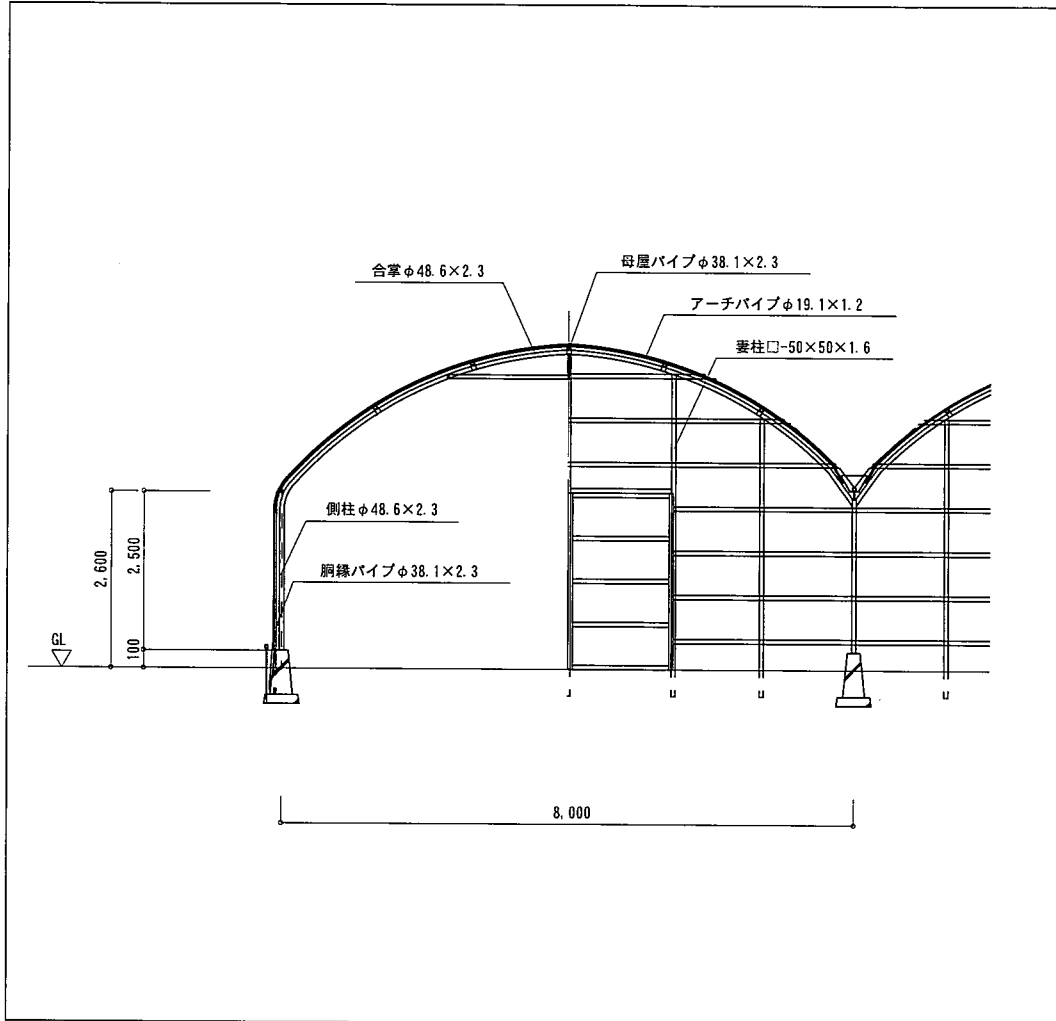 母屋パイプφ38.1×2.3
合掌φ48.6×2.3
アーチパイプφ19.1×1.2
妻柱□-50×50×1.6
側柱φ48.6×2.3
胴縁パイプφ38.1×2.3
2,600
2,500
100
GL
8,000